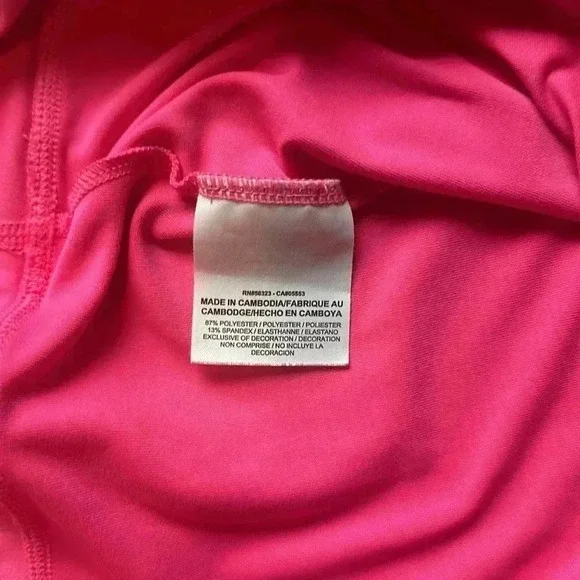 RN#56323 - CA#05553
MADE IN CAMBODIA/FABRIQUE AU
CAMBODGE/HECHO EN CAMBOYA
87% POLYESTER / POLYESTER / POLIESTER
13% SPANDEX / ELASTHANNE / ELASTANO
EXCLUSIVE OF DECORATION / DECORATION
NON COMPRISE / NO INCLUYE LA
DECORACION